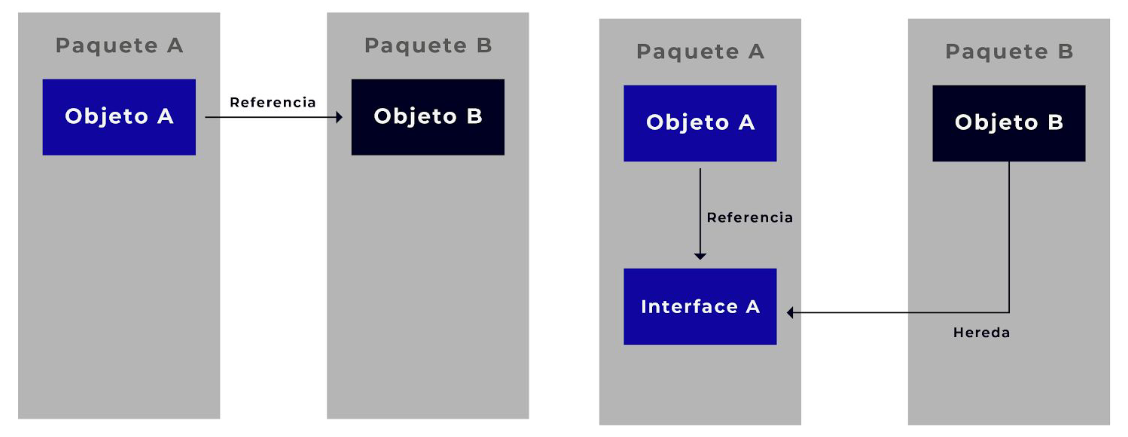 Paquete A
Paquete B
Objeto A
Referencia
Objeto B
Paquete A
Paquete B
Objeto A
Objeto B
Referencia
Interface A
Hereda